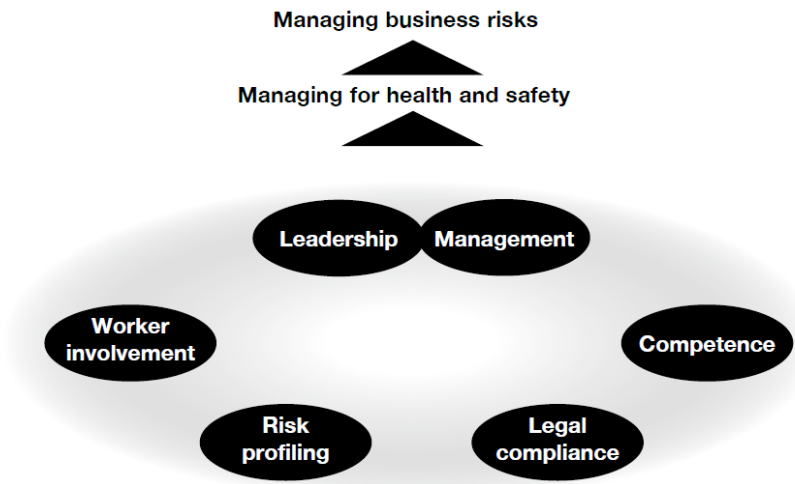 Managing business risks
Managing for health and safety
Leadership
Management
Worker
involvement
Competence
Risk
profiling
Legal
compliance